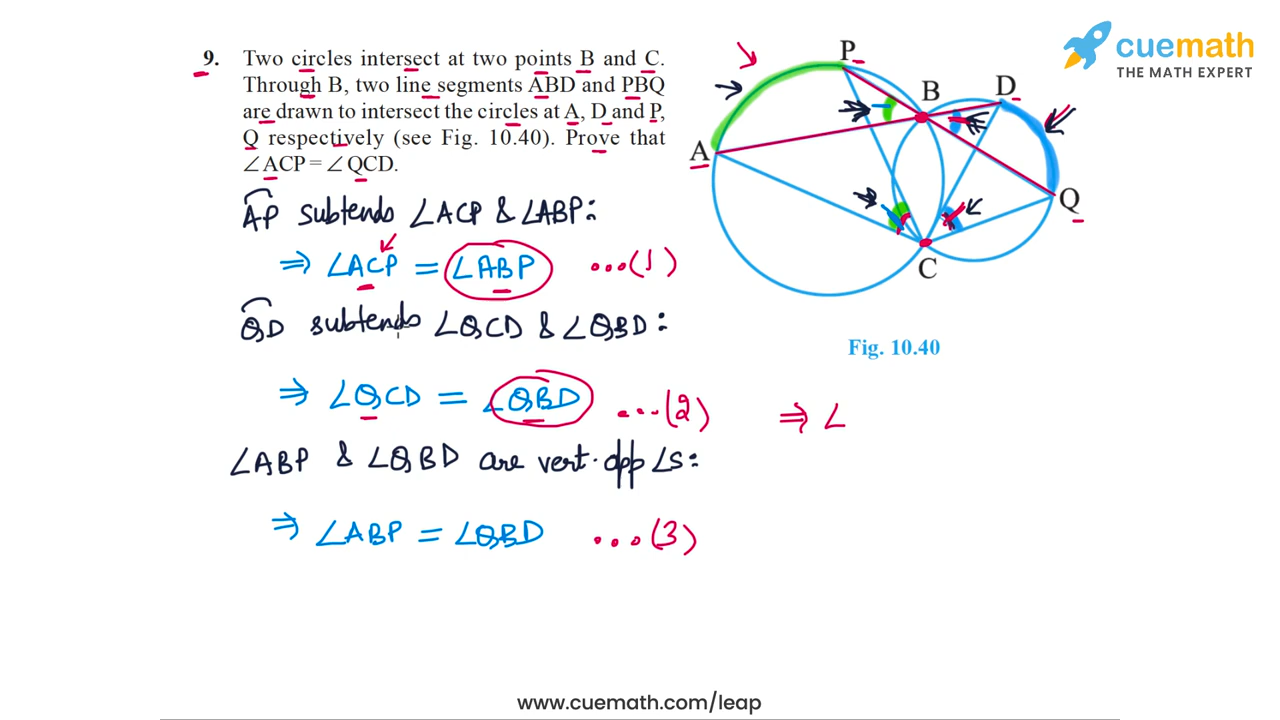 9. Two circles intersect at two points B and C.
Through B, two line segments ABD and PBQ
are drawn to intersect the circles at A, D and P,
Q respectively (see Fig. 10.40). Prove that
∠ACP = ∠QCD.
AP subtends ∠ACP & ∠ABP:
⇒ ∠ACP = ∠ABP ...(1)
QD subtends ∠QCD & ∠QBD:
⇒ ∠QCD = ∠QBD ...(2)
⇒ ∠
∠ABP & ∠QBD are vert. opp ∠s:
⇒ ∠ABP = ∠QBD ...(3)
cuemath
THE MATH EXPERT
P
B
D
A
Q
C
Fig. 10.40
www.cuemath.com/leap